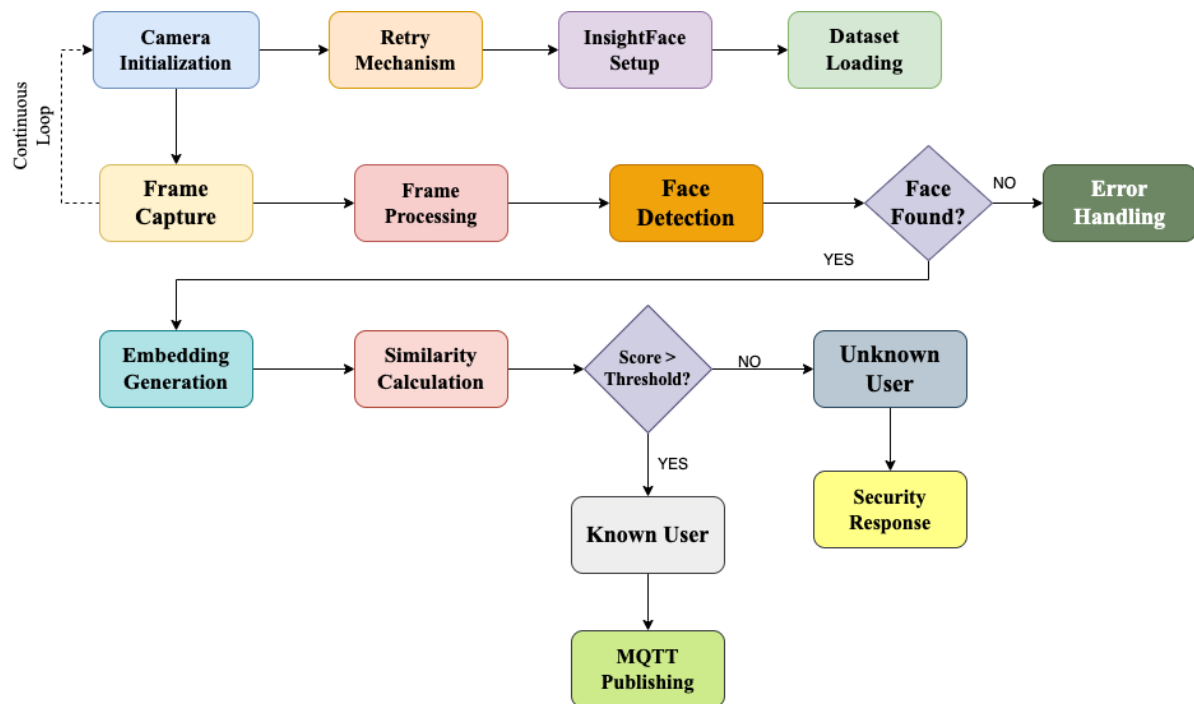 Camera
Initialization
Retry
Mechanism
InsightFace
Setup
Dataset
Loading
Continuous
Loop
Frame
Capture
Frame
Processing
Face
Detection
Face
Found?
NO
Error
Handling
YES
Embedding
Generation
Similarity
Calculation
Score >
Threshold?
NO
Unknown
User
YES
Security
Response
Known User
MQTT
Publishing